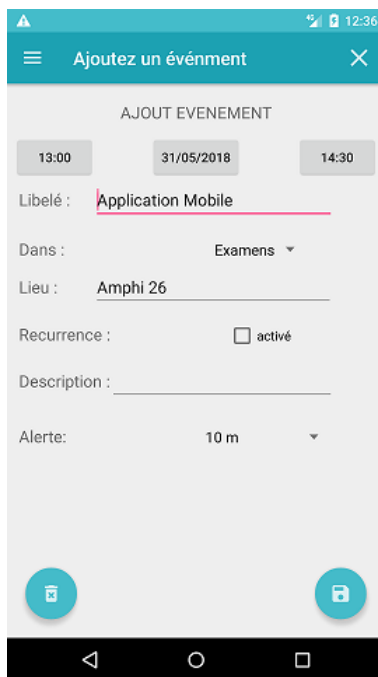 12:36
Ajoutez un événment
AJOUT EVENEMENT
13:00 31/05/2018 14:30
Libelé : Application Mobile
Dans : Examens
Lieu : Amphi 26
Recurrence : activé
Description :
Alerte: 10 m